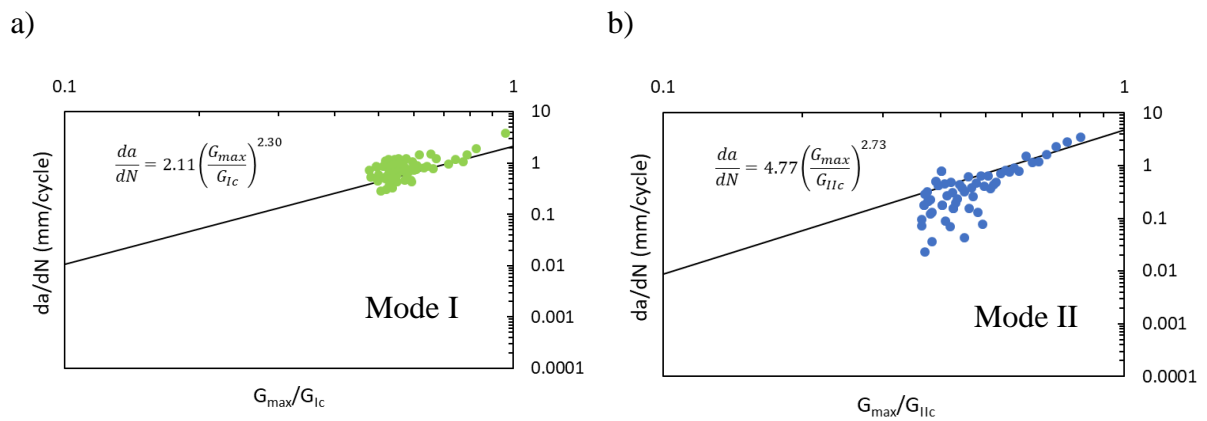 a)
0.1 1
10
1
0.1
0.01
0.001
0.0001
da/dN (mm/cycle)
da/dN = 2.11(Gmax/GIc)^2.30
Mode I
Gmax/GIc
b)
0.1 1
10
1
0.1
0.01
0.001
0.0001
da/dN (mm/cycle)
da/dN = 4.77(Gmax/GIIc)^2.73
Mode II
Gmax/GIIc